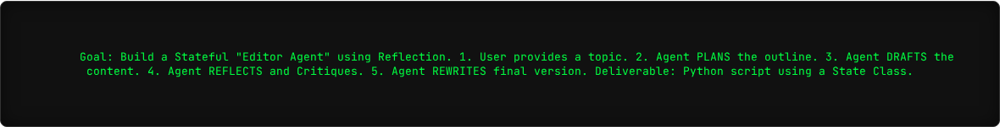 Goal: Build a Stateful "Editor Agent" using Reflection. 1. User provides a topic. 2. Agent PLANS the outline. 3. Agent DRAFTS the
content. 4. Agent REFLECTS and Critiques. 5. Agent REWRITES final version. Deliverable: Python script using a State Class.